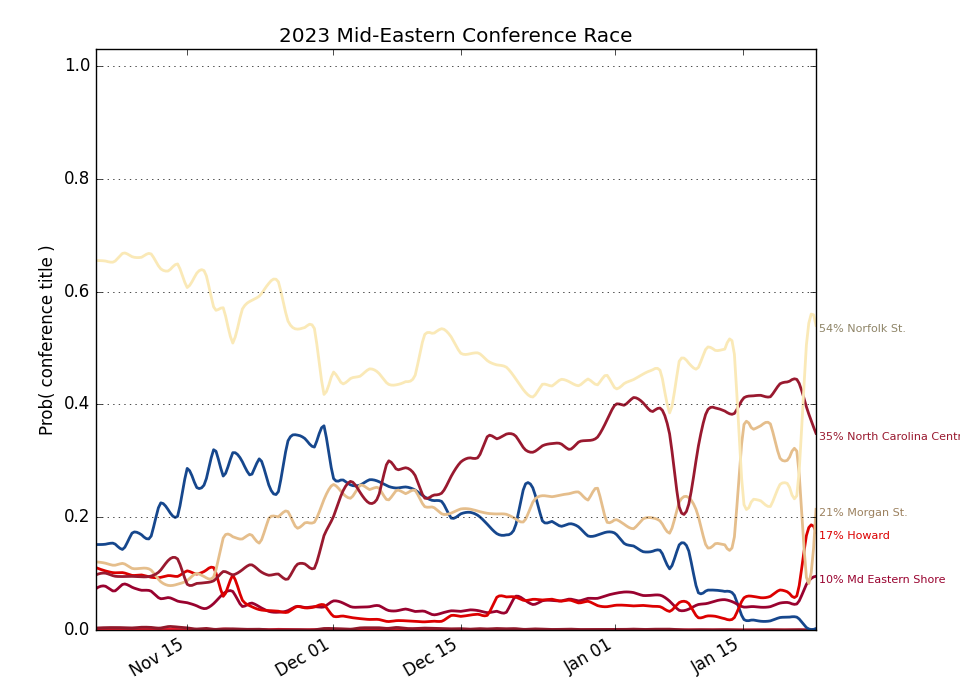 2023 Mid-Eastern Conference Race
Prob( conference title )
1.0
0.8
0.6
0.4
0.2
0.0
Nov 15
Dec 01
Dec 15
Jan 01
Jan 15
54% Norfolk St.
35% North Carolina Centr
21% Morgan St.
17% Howard
10% Md Eastern Shore